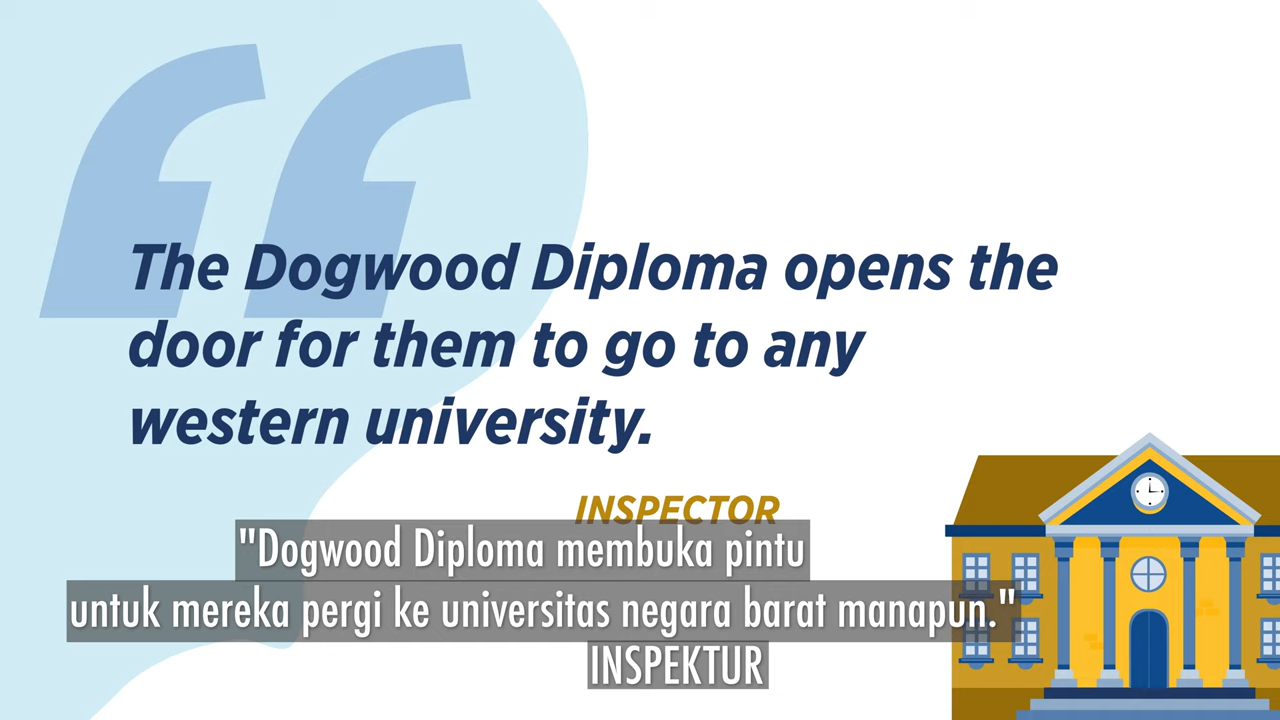 The Dogwood Diploma opens the
door for them to go to any
western university.
INSPECTOR
"Dogwood Diploma membuka pintu
untuk mereka pergi ke universitas negara barat manapun."
INSPEKTUR